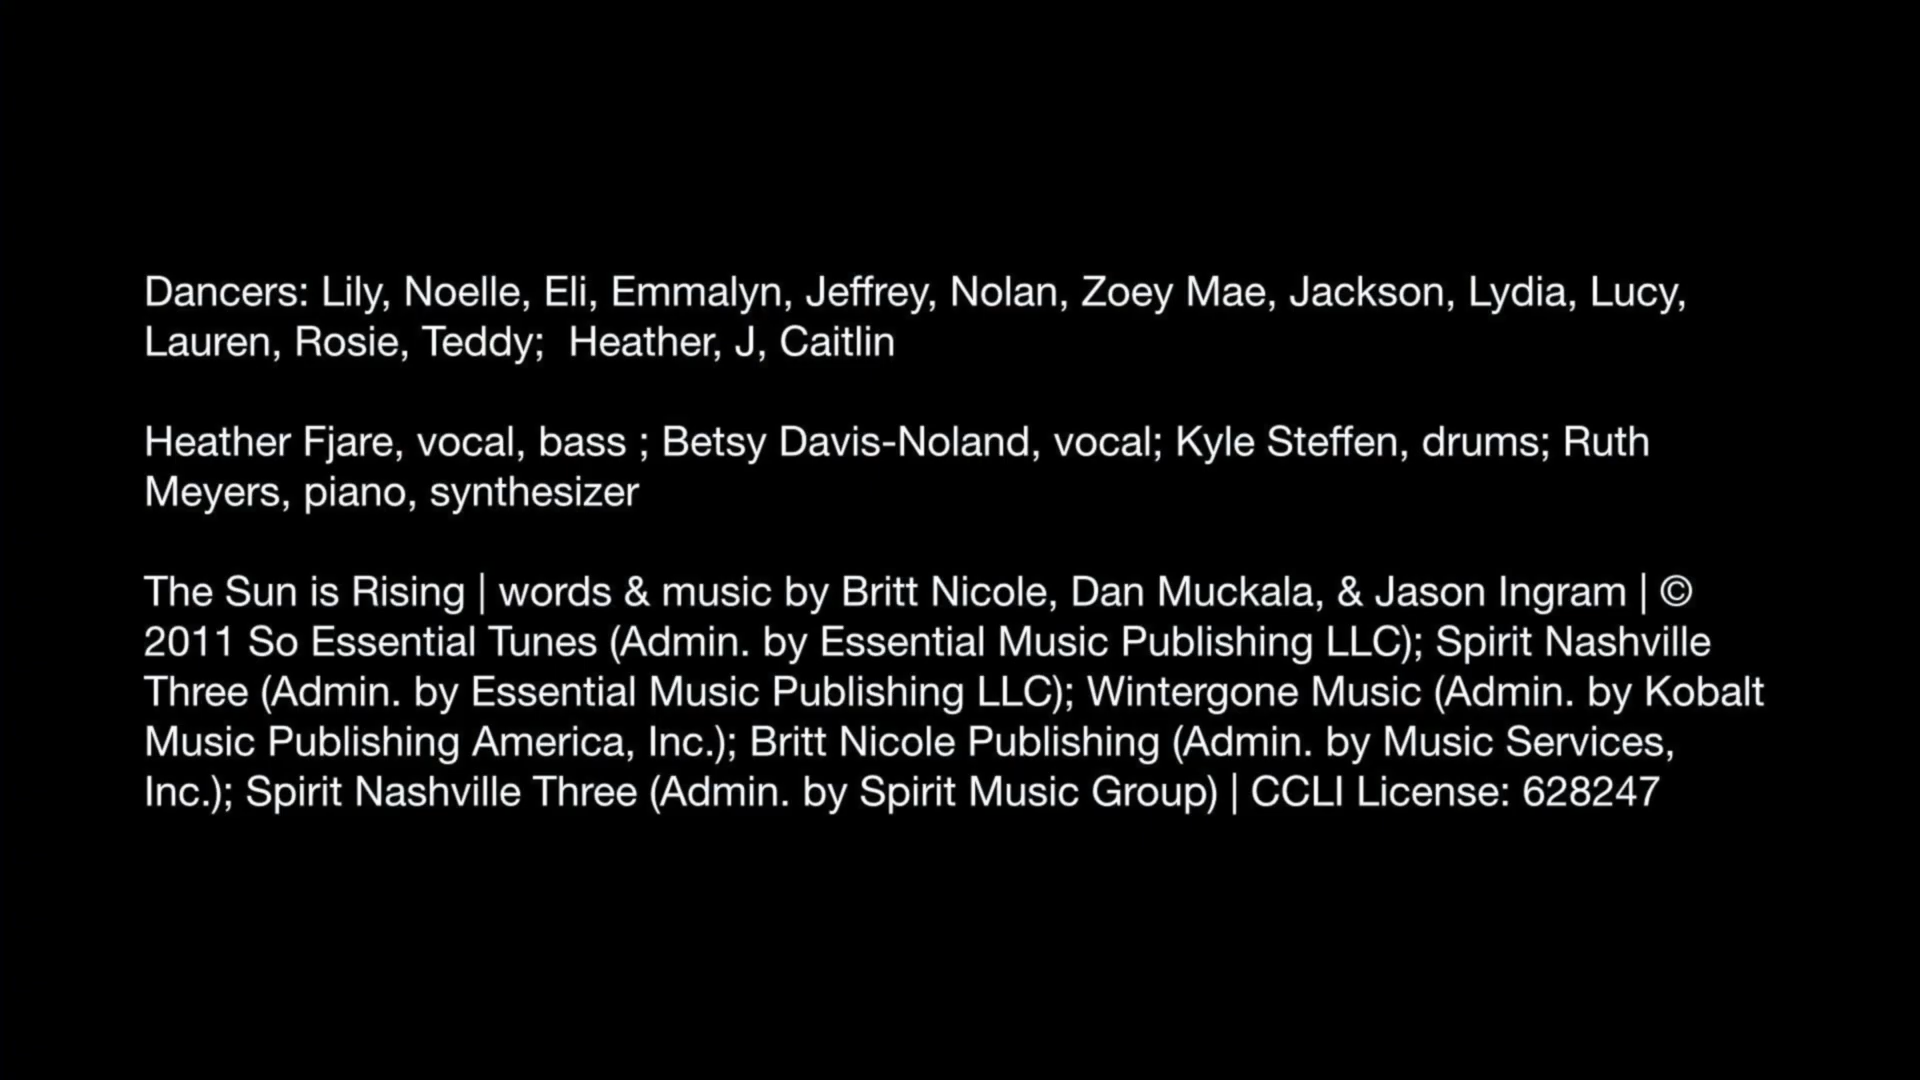 Dancers: Lily, Noelle, Eli, Emmalyn, Jeffrey, Nolan, Zoey Mae, Jackson, Lydia, Lucy,
Lauren, Rosie, Teddy;  Heather, J, Caitlin
Heather Fjare, vocal, bass ; Betsy Davis-Noland, vocal; Kyle Steffen, drums; Ruth
Meyers, piano, synthesizer
The Sun is Rising | words & music by Britt Nicole, Dan Muckala, & Jason Ingram | ©
2011 So Essential Tunes (Admin. by Essential Music Publishing LLC); Spirit Nashville
Three (Admin. by Essential Music Publishing LLC); Wintergone Music (Admin. by Kobalt
Music Publishing America, Inc.); Britt Nicole Publishing (Admin. by Music Services,
Inc.); Spirit Nashville Three (Admin. by Spirit Music Group) | CCLI License: 628247